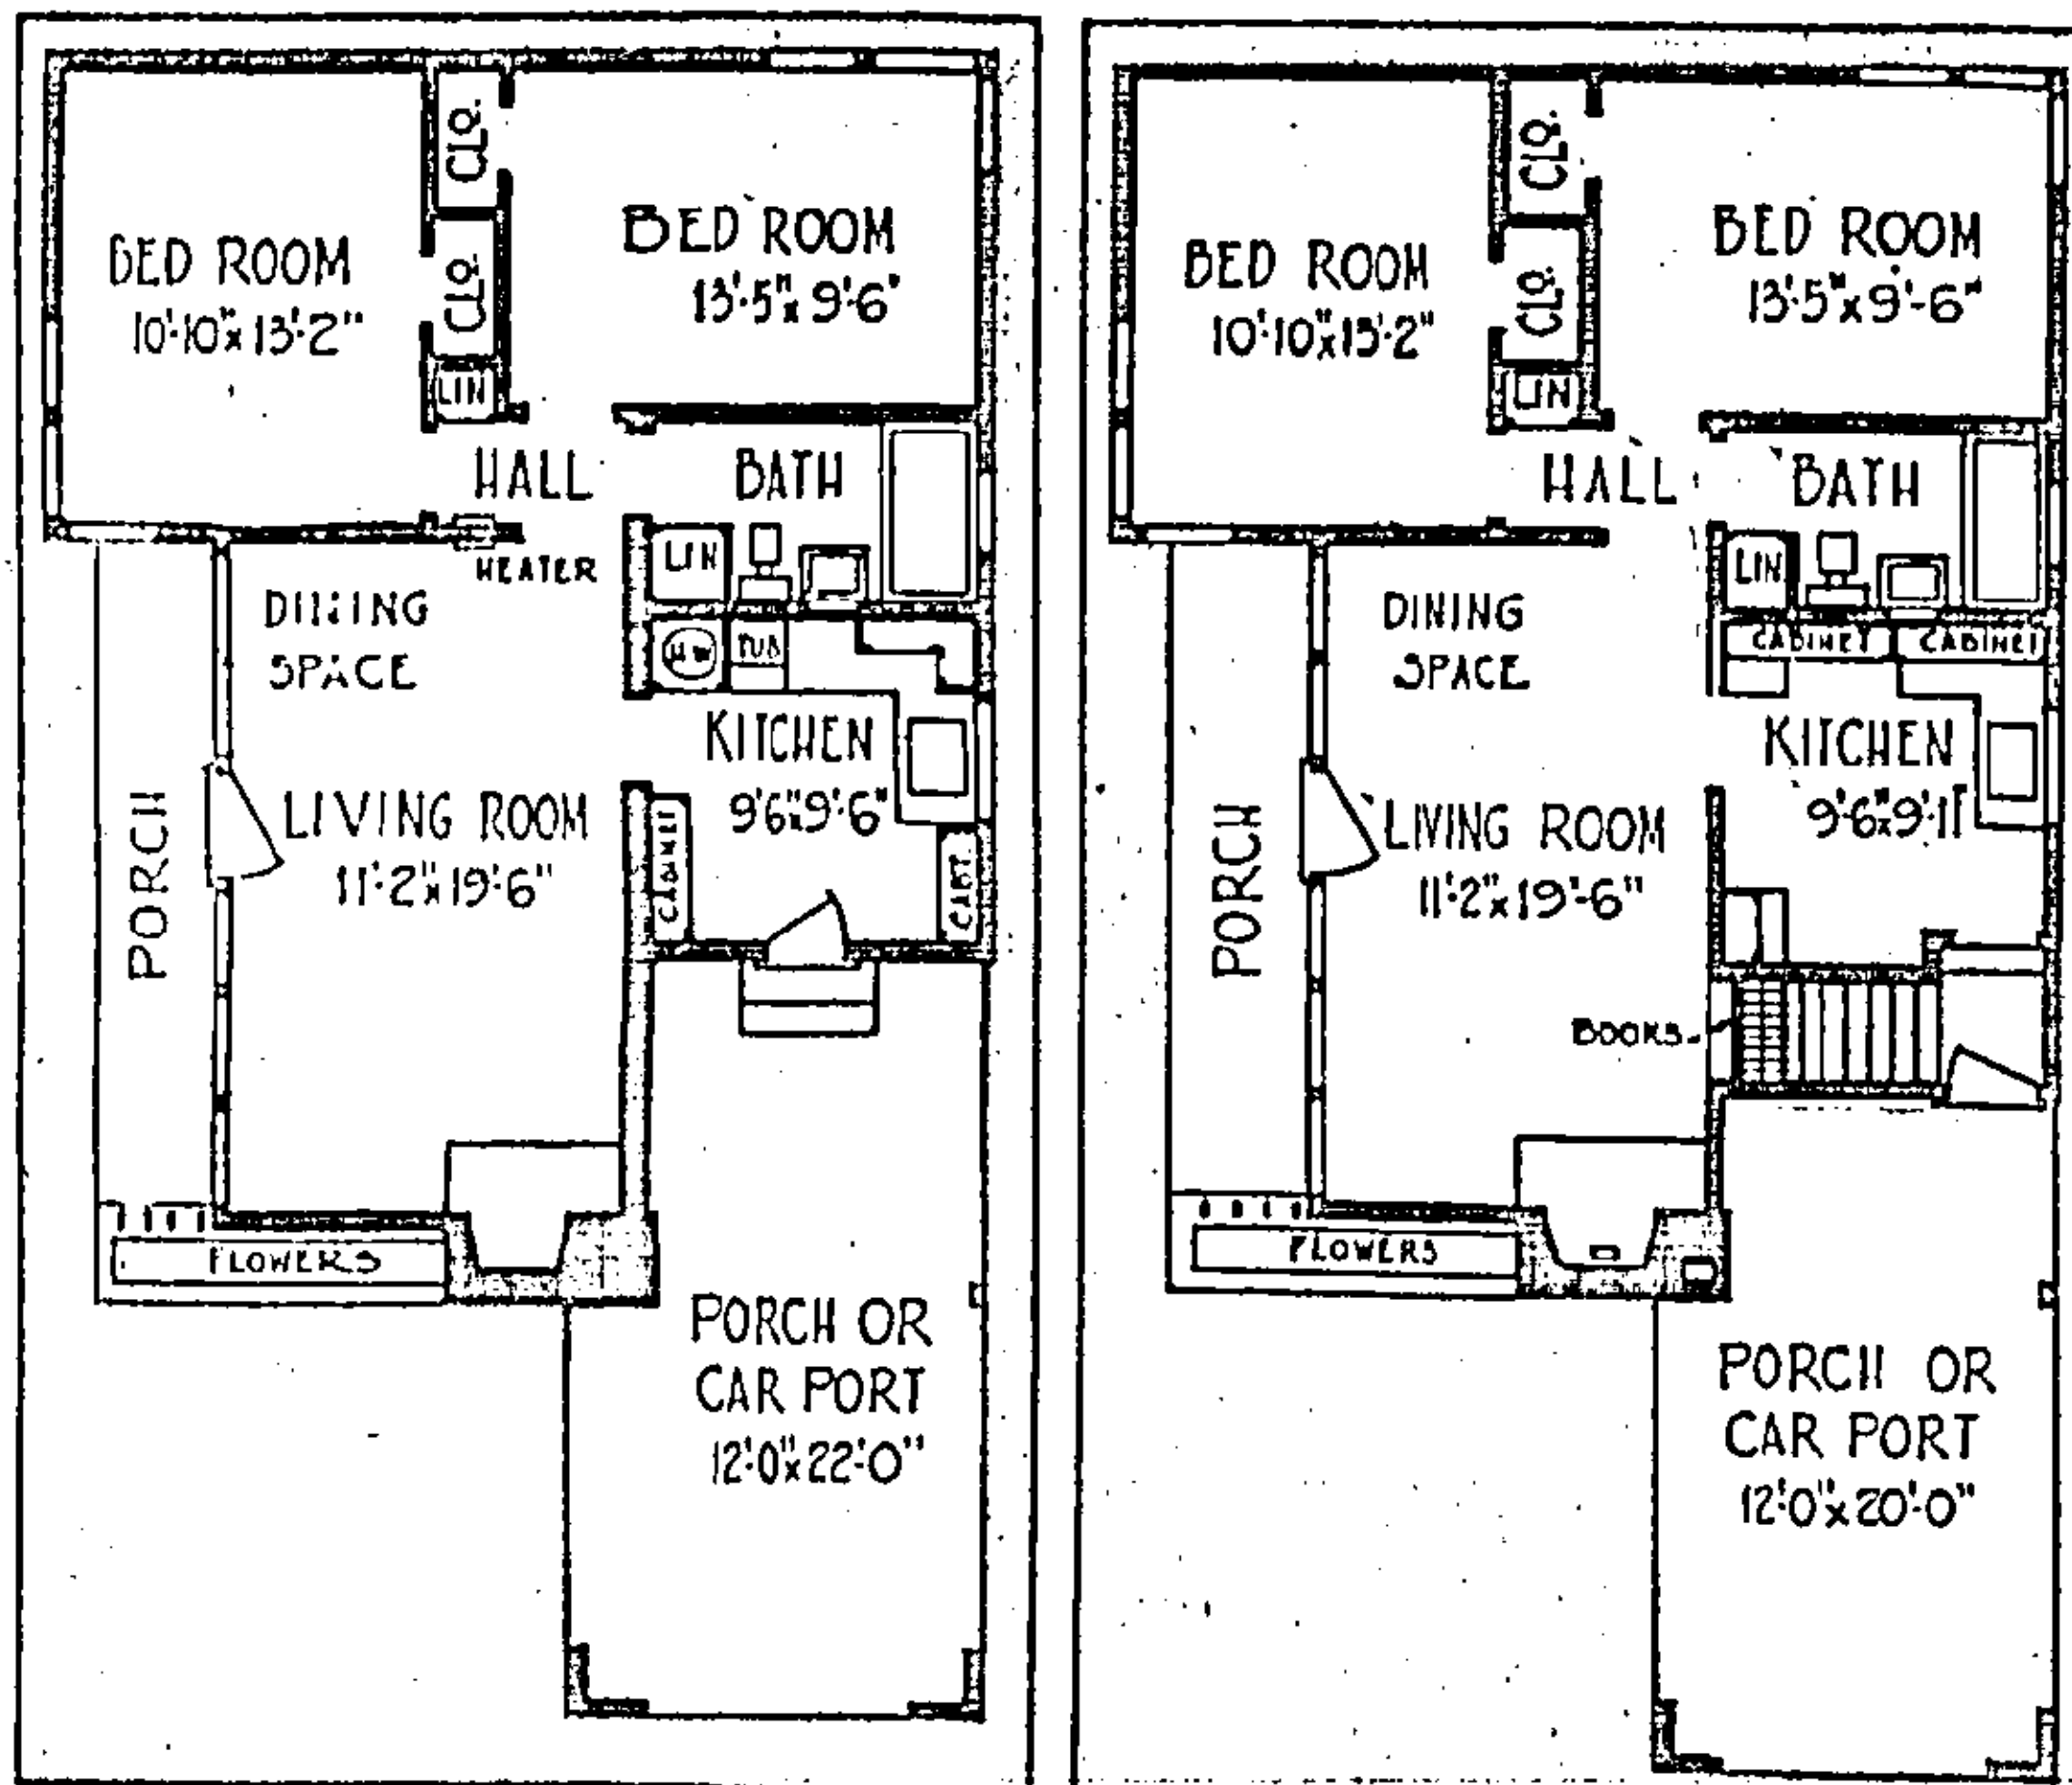 CLO.
BED ROOM
13'-5" x 9'-6"
BED ROOM
10'-10" x 13'-2"
CLO.
LIN
HALL
BATH
HEATER
LIN
DINING
SPACE
H.W
TUB
KITCHEN
9'6" x 9'-6"
PORCH
LIVING ROOM
11'-2" x 19'-6"
CABINET
CABT.
FLOWERS
PORCH OR
CAR PORT
12'-0" x 22'-0"
CLO.
BED ROOM
13'-5" x 9'-6"
BED ROOM
10'-10" x 13'-2"
CLO.
LIN
HALL
BATH
LIN
DINING
SPACE
CABINET
CABINET
KITCHEN
9'-6" x 9'-11"
PORCH
LIVING ROOM
11'-2" x 19'-6"
BOOKS
FLOWERS
PORCH OR
CAR PORT
12'-0" x 20'-0"